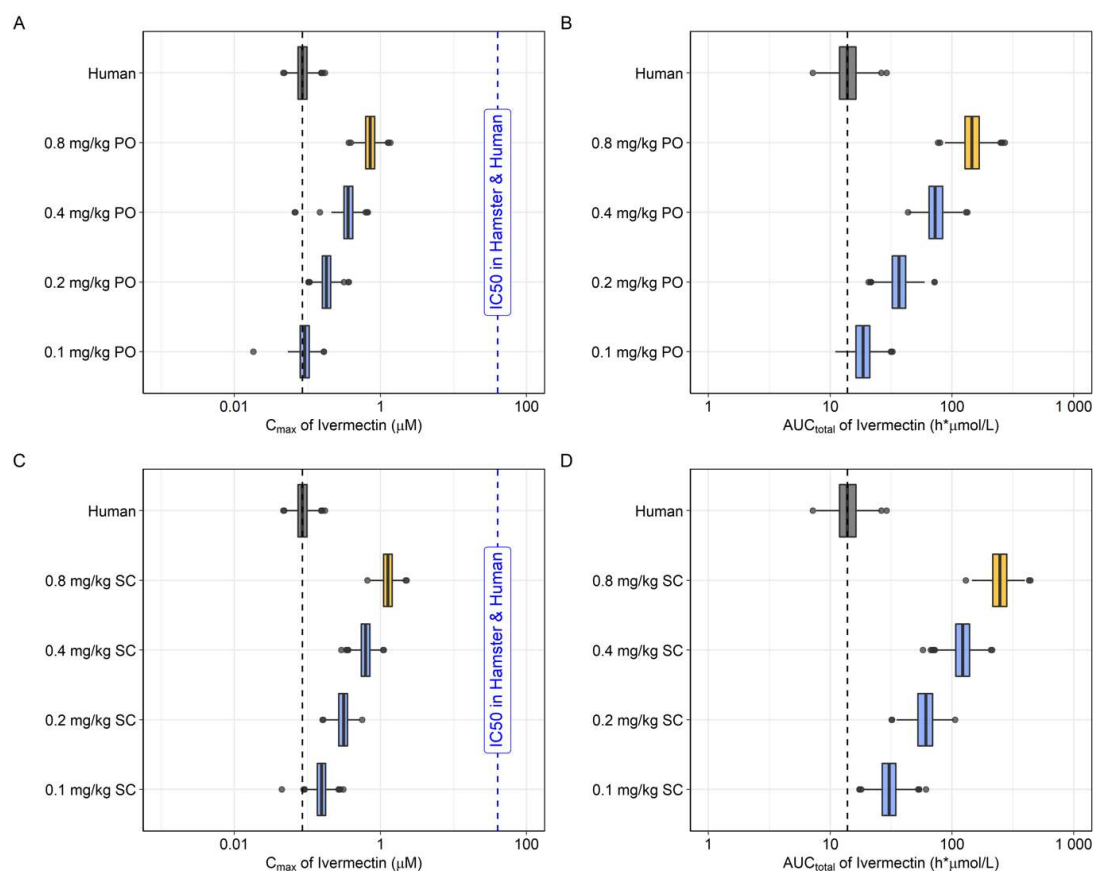 A
Human
0.8 mg/kg PO
0.4 mg/kg PO
0.2 mg/kg PO
0.1 mg/kg PO
IC50 in Hamster & Human
0.01
1
100
Cmax of Ivermectin (μM)
B
Human
0.8 mg/kg PO
0.4 mg/kg PO
0.2 mg/kg PO
0.1 mg/kg PO
1
10
100
1 000
AUCtotal of Ivermectin (h*μmol/L)
C
Human
0.8 mg/kg SC
0.4 mg/kg SC
0.2 mg/kg SC
0.1 mg/kg SC
IC50 in Hamster & Human
0.01
1
100
Cmax of Ivermectin (μM)
D
Human
0.8 mg/kg SC
0.4 mg/kg SC
0.2 mg/kg SC
0.1 mg/kg SC
1
10
100
1 000
AUCtotal of Ivermectin (h*μmol/L)